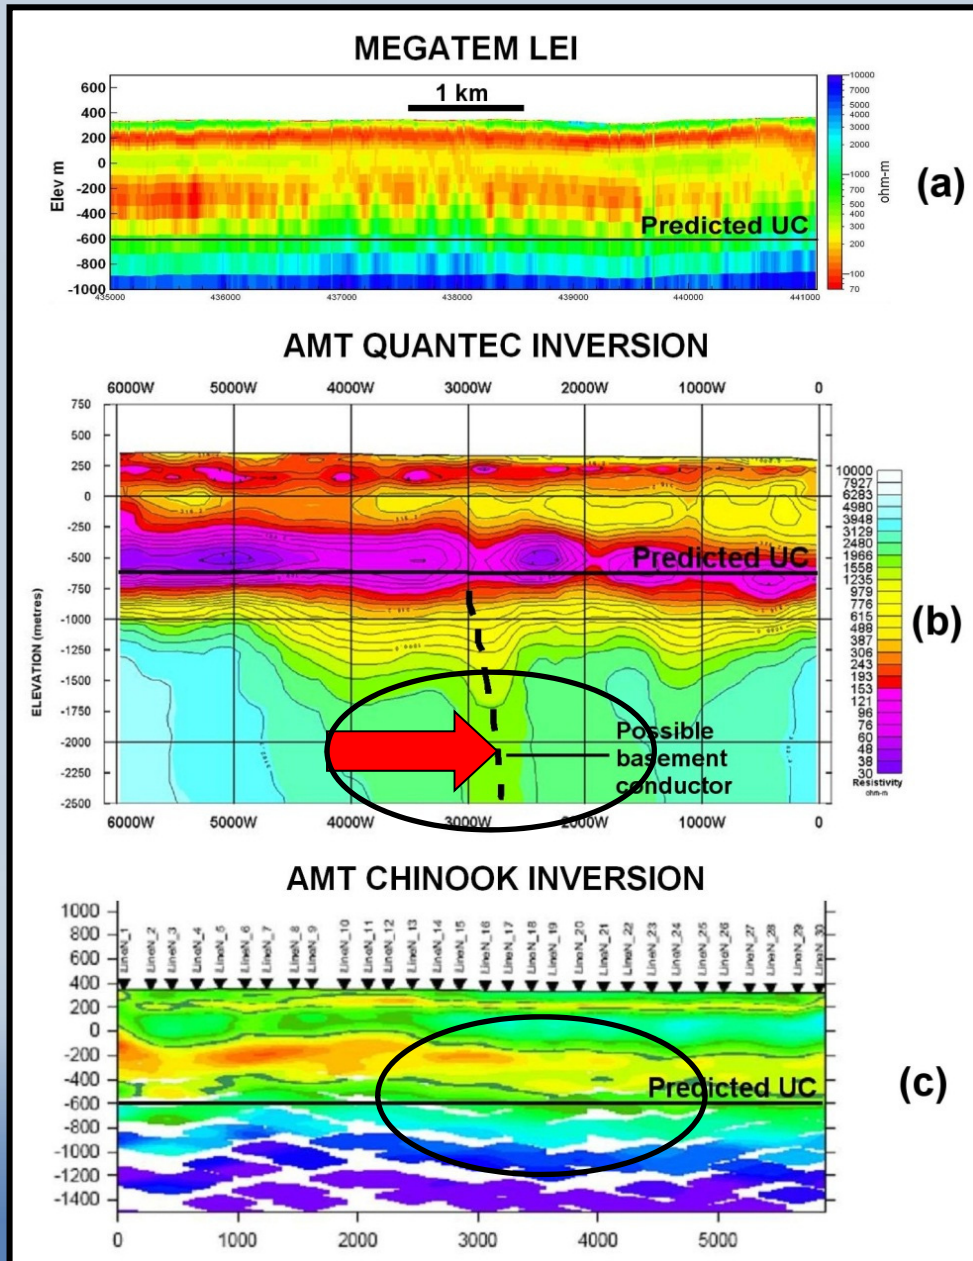 MEGATEM LEI
1 km
600
400
200
0
-200
-400
-600
-800
-1000
Elev m
Predicted UC
435000 436000 437000 438000 439000 440000 441000
10000
7000
5000
4000
3000
2000
1000
700
500
400
300
200
100
70
ohm-m
(a)
AMT QUANTEC INVERSION
6000W 5000W 4000W 3000W 2000W 1000W 0
750
500
250
0
-250
-500
-750
-1000
-1250
-1500
-1750
-2000
-2250
-2500
ELEVATION (metres)
Predicted UC
Possible
basement
conductor
6000W 5000W 4000W 3000W 2000W 1000W 0
10000
7927
6283
4980
3948
3129
2480
1966
1558
1235
979
776
615
488
387
306
243
193
153
121
96
76
60
48
38
30
Resistivity
ohm-m
(b)
AMT CHINOOK INVERSION
1000
800
600
400
200
0
-200
-400
-600
-800
-1000
-1200
-1400
LineN_1
LineN_2
LineN_3
LineN_4
LineN_5
LineN_6
LineN_7
LineN_8
LineN_9
LineN_10
LineN_11
LineN_12
LineN_13
LineN_14
LineN_15
LineN_16
LineN_17
LineN_18
LineN_19
LineN_20
LineN_21
LineN_22
LineN_23
LineN_24
LineN_25
LineN_26
LineN_27
LineN_28
LineN_29
LineN_30
Predicted UC
0 1000 2000 3000 4000 5000
(c)